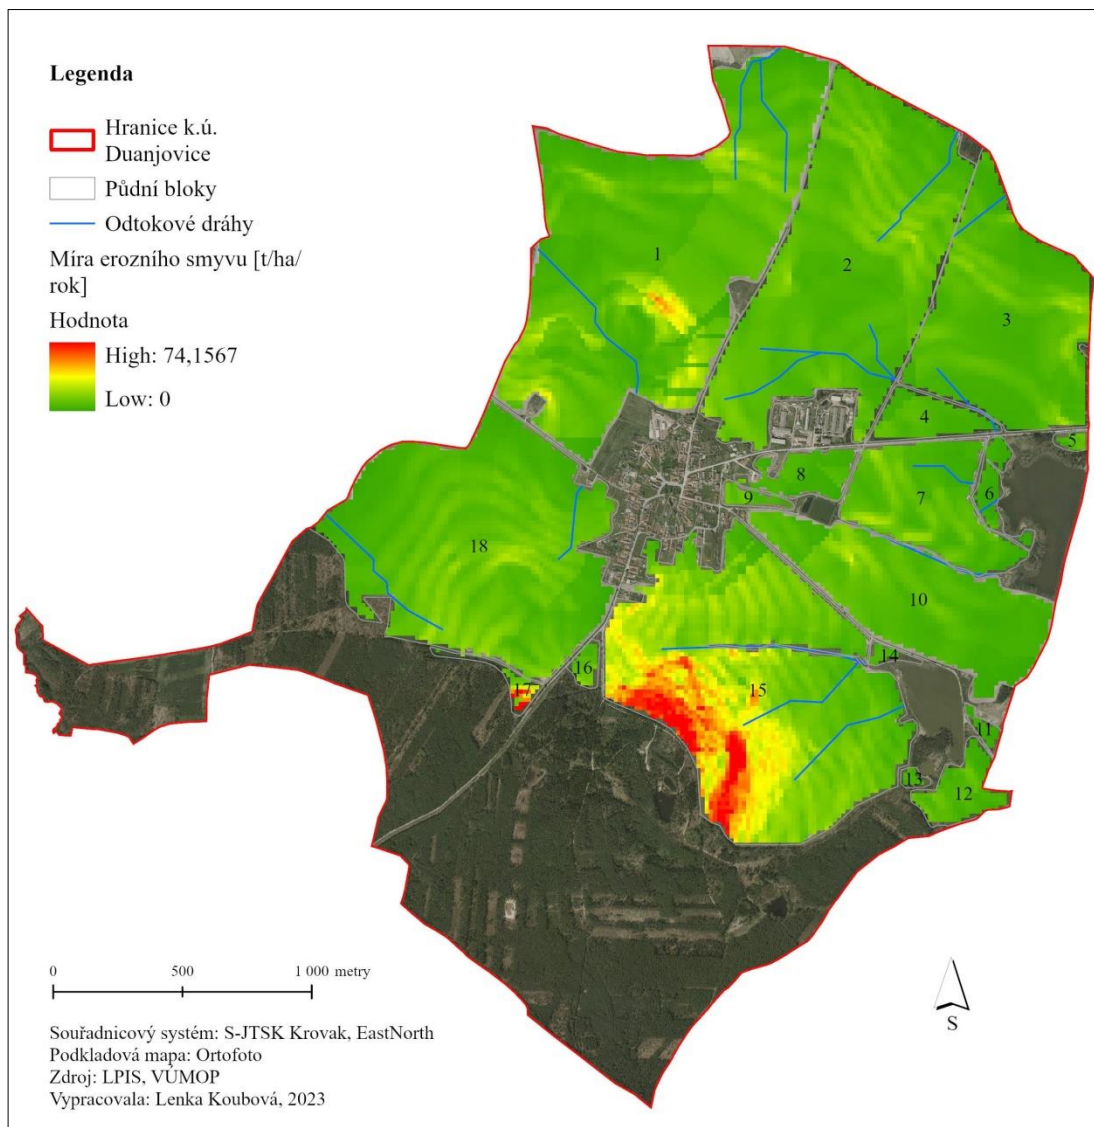 Legenda
Hranice k.ú.
Duanjovice
Půdní bloky
Odtokové dráhy
Míra erozního smyvu [t/ha/
rok]
Hodnota
High: 74,1567
Low: 0
1
2
3
4
5
6
7
8
9
10
11
12
13
14
15
16
17
18
0 500 1 000 metry
S
Souřadnicový systém: S-JTSK Krovak, EastNorth
Podkladová mapa: Ortofoto
Zdroj: LPIS, VÚMOP
Vypracovala: Lenka Koubová, 2023